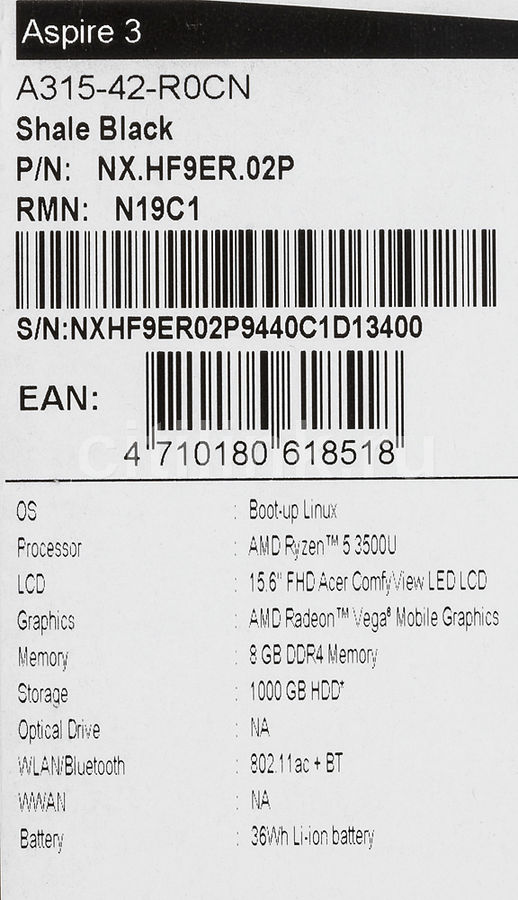 Aspire 3
A315-42-R0CN
Shale Black
P/N: NX.HF9ER.02P
RMN: N19C1
S/N:NXHF9ER02P9440C1D13400
EAN:
4 710180 618518
OS : Boot-up Linux
Processor : AMD Ryzen™ 5 3500U
LCD : 15.6" FHD Acer ComfyView LED LCD
Graphics : AMD Radeon™ Vega⁸ Mobile Graphics
Memory : 8 GB DDR4 Memory
Storage : 1000 GB HDD*
Optical Drive : NA
WLAN/Bluetooth : 802.11ac + BT
WWAN : NA
Battery : 36Wh Li-ion battery